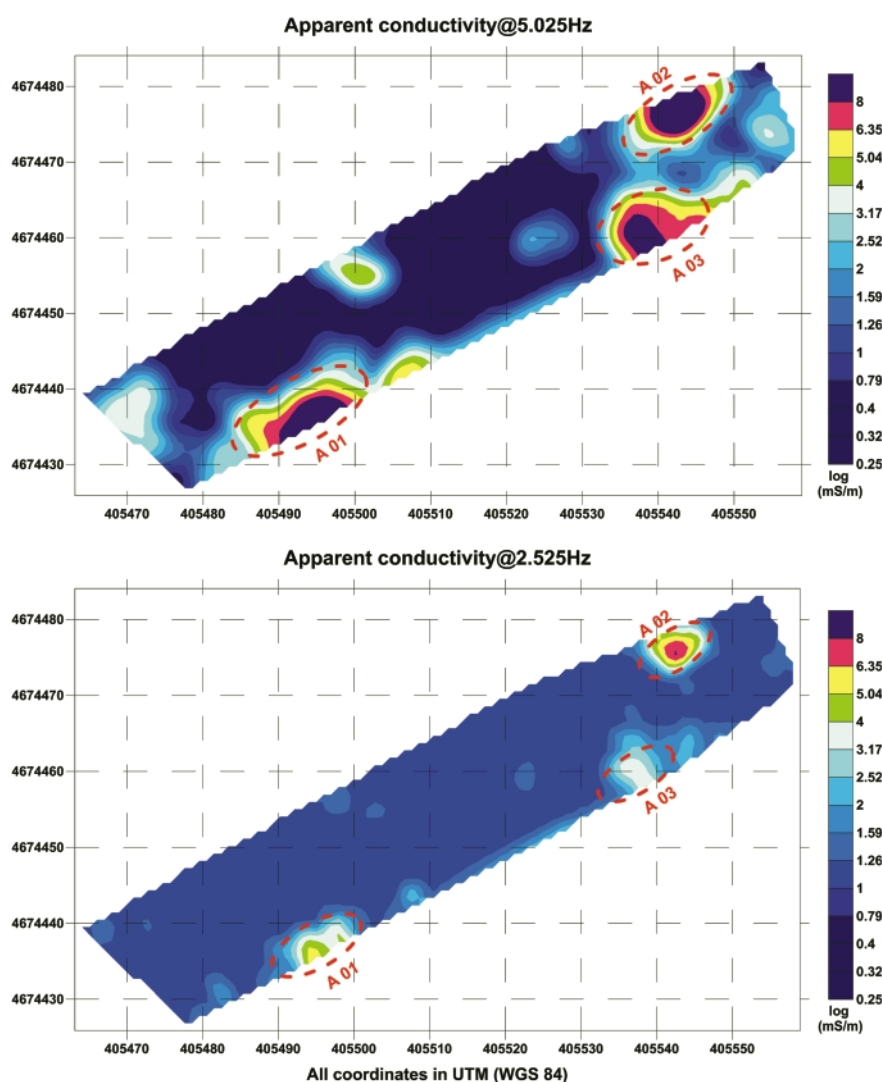 Apparent conductivity@5.025Hz
4674480
4674470
4674460
4674450
4674440
4674430
A 02
A 03
A 01
8
6.35
5.04
4
3.17
2.52
2
1.59
1.26
1
0.79
0.4
0.32
0.25
log
(mS/m)
405470 405480 405490 405500 405510 405520 405530 405540 405550
Apparent conductivity@2.525Hz
4674480
4674470
4674460
4674450
4674440
4674430
A 02
A 03
A 01
8
6.35
5.04
4
3.17
2.52
2
1.59
1.26
1
0.79
0.4
0.32
0.25
log
(mS/m)
405470 405480 405490 405500 405510 405520 405530 405540 405550
All coordinates in UTM (WGS 84)